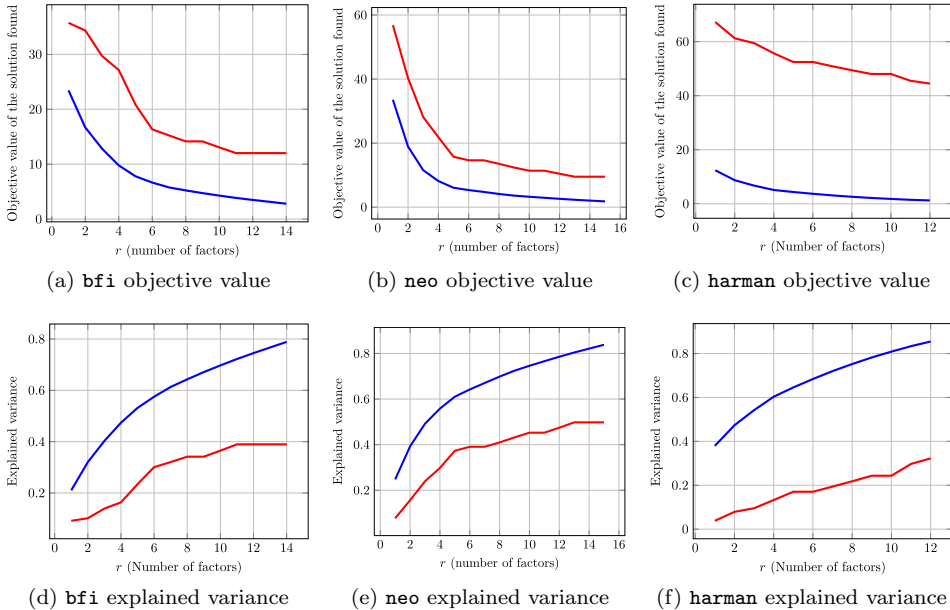 Objective value of the solution found
30
20
10
0
0 2 4 6 8 10 12 14
r (number of factors)
(a) bfi objective value
Objective value of the solution found
60
40
20
0
0 2 4 6 8 10 12 14 16
r (number of factors)
(b) neo objective value
Objective value of the solution found
60
40
20
0
0 2 4 6 8 10 12
r (Number of factors)
(c) harman objective value
Explained variance
0.8
0.6
0.4
0.2
0 2 4 6 8 10 12 14
r (Number of factors)
(d) bfi explained variance
Explained variance
0.8
0.6
0.4
0.2
0 2 4 6 8 10 12 14 16
r (Number of factors)
(e) neo explained variance
Explained variance
0.8
0.6
0.4
0.2
0
0 2 4 6 8 10 12
r (Number of factors)
(f) harman explained variance